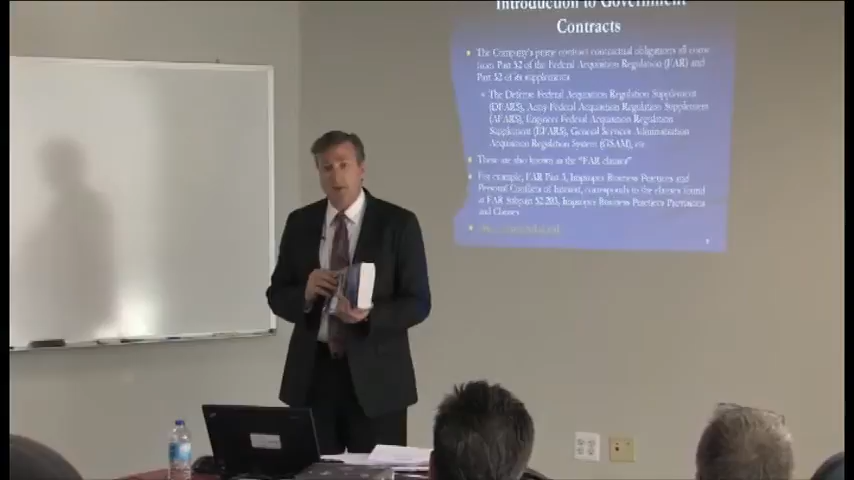 Introduction to Government
Contracts
The Company's prime contract contractual obligations all come
from Part 52 of the Federal Acquisition Regulation (FAR) and
Part 52 of its supplements
The Defense Federal Acquisition Regulation Supplement
(DFARS), Army Federal Acquisition Regulation Supplement
(AFARS), Engineer Federal Acquisition Regulation
Supplement (EFARS), General Services Administration
Acquisition Regulation System (GSAM), etc
These are also known as the "FAR clauses"
For example, FAR Part 3, Improper Business Practices and
Personal Conflicts of Interest, corresponds to the clauses found
at FAR Subpart 52.203, Improper Business Practices Provisions
and Clauses